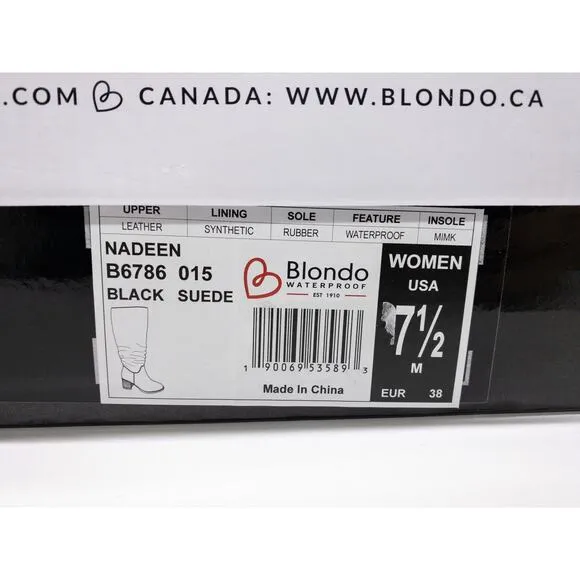 .COM CANADA: WWW.BLONDO.CA
UPPER LINING SOLE FEATURE INSOLE
LEATHER SYNTHETIC RUBBER WATERPROOF MIMK
NADEEN
B6786 015
BLACK SUEDE
Blondo
WATERPROOF
EST 1910
1 90069 53589 3
Made In China
WOMEN
USA
7½
M
EUR 38